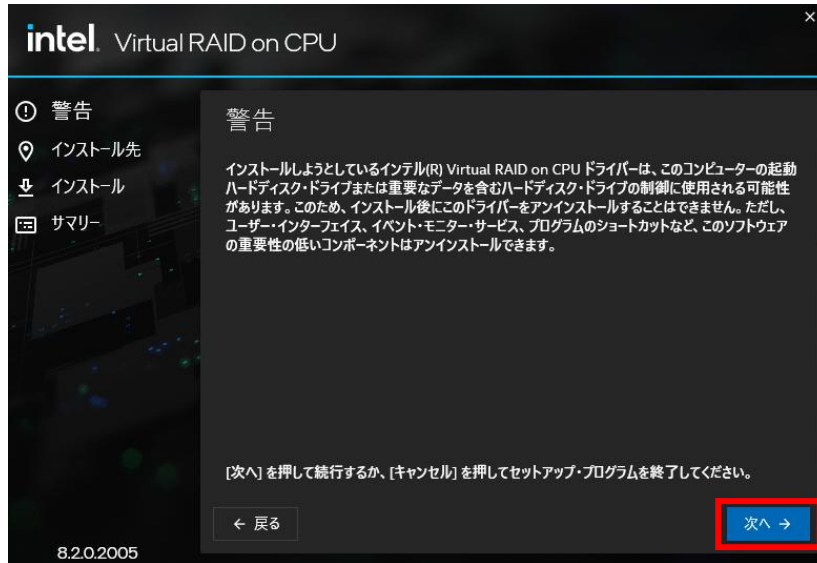 intel. Virtual RAID on CPU
×
警告
インストール先
インストール
サマリー
警告
インストールしようとしているインテル(R) Virtual RAID on CPU ドライバーは、このコンピューターの起動
ハードディスク・ドライブまたは重要なデータを含むハードディスク・ドライブの制御に使用される可能性
があります。このため、インストール後にこのドライバーをアンインストールすることはできません。ただし、
ユーザー・インターフェイス、イベント・モニター・サービス、プログラムのショートカットなど、このソフトウェア
の重要性の低いコンポーネントはアンインストールできます。
[次へ] を押して続行するか、[キャンセル] を押してセットアップ・プログラムを終了してください。
← 戻る
次へ →
8.2.0.2005